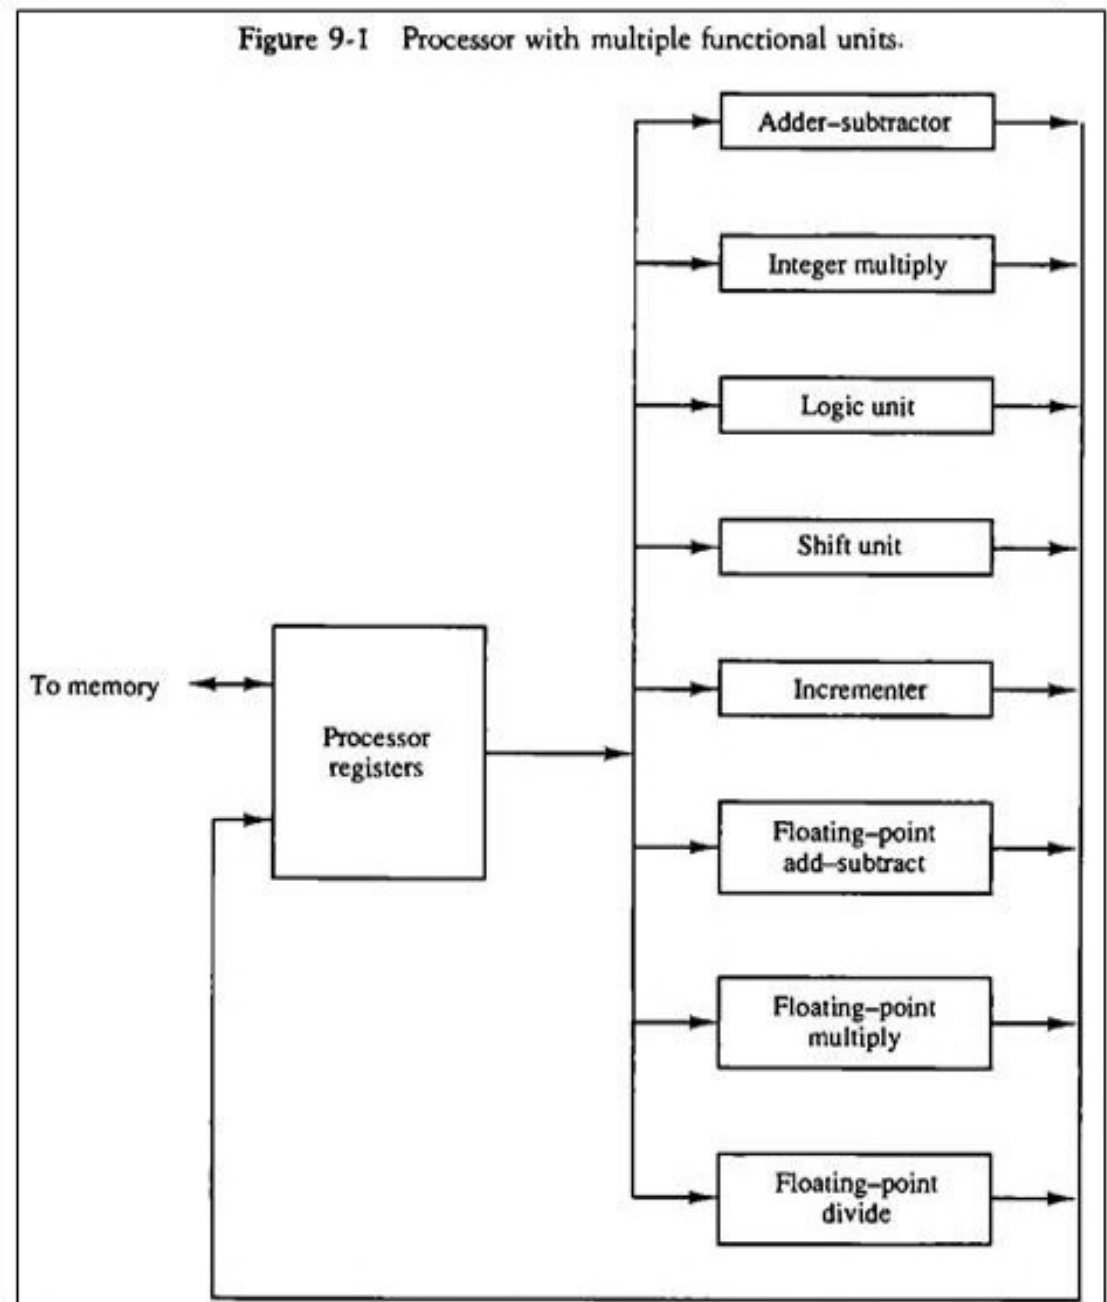 Figure 9-1 Processor with multiple functional units.
Adder–subtractor
Integer multiply
Logic unit
Shift unit
To memory
Incrementer
Processor
registers
Floating–point
add–subtract
Floating–point
multiply
Floating–point
divide